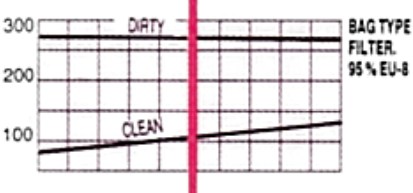 300
DIRTY
BAG TYPE
FILTER.
95 % EU-8
200
100
CLEAN